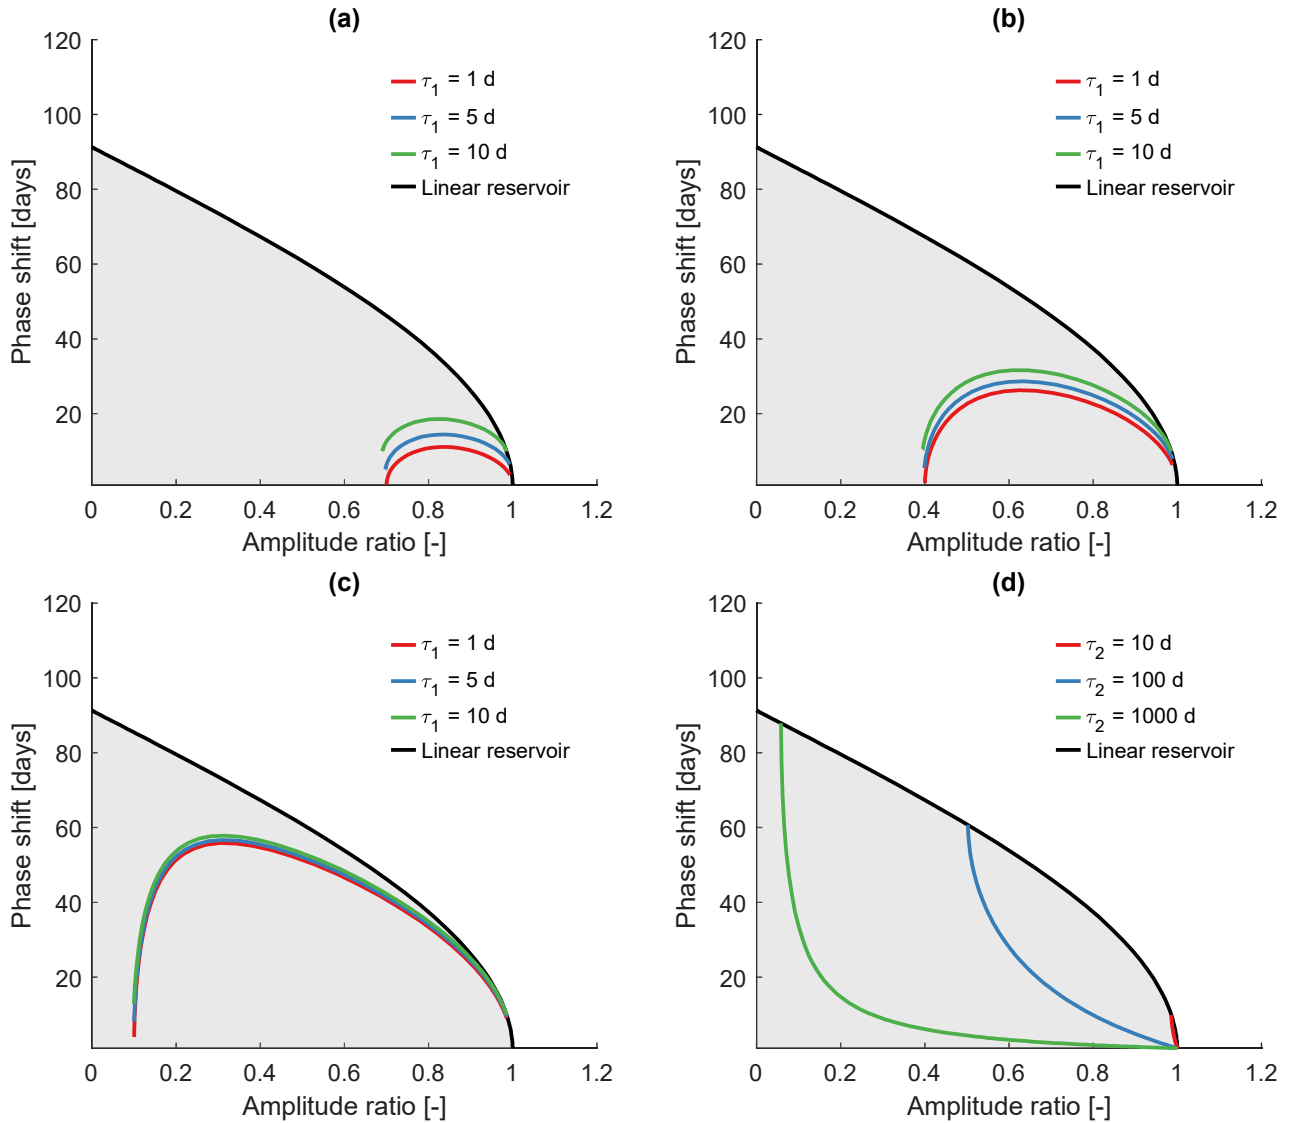 (a)
120
100
80
60
40
20
0
0.2
0.4
0.6
0.8
1
1.2
Phase shift [days]
Amplitude ratio [-]
τ1 = 1 d
τ1 = 5 d
τ1 = 10 d
Linear reservoir
(b)
120
100
80
60
40
20
0
0.2
0.4
0.6
0.8
1
1.2
Phase shift [days]
Amplitude ratio [-]
τ1 = 1 d
τ1 = 5 d
τ1 = 10 d
Linear reservoir
(c)
120
100
80
60
40
20
0
0.2
0.4
0.6
0.8
1
1.2
Phase shift [days]
Amplitude ratio [-]
τ1 = 1 d
τ1 = 5 d
τ1 = 10 d
Linear reservoir
(d)
120
100
80
60
40
20
0
0.2
0.4
0.6
0.8
1
1.2
Phase shift [days]
Amplitude ratio [-]
τ2 = 10 d
τ2 = 100 d
τ2 = 1000 d
Linear reservoir